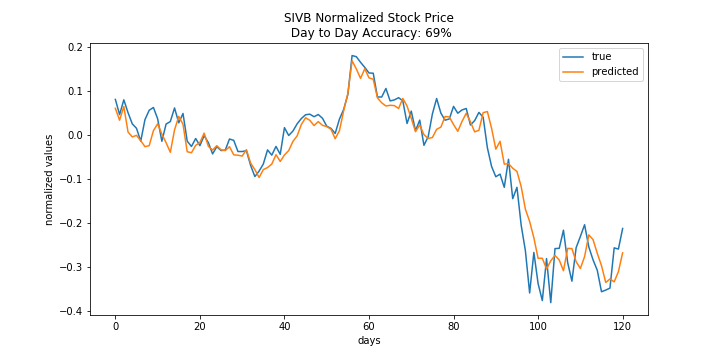 SIVB Normalized Stock Price
Day to Day Accuracy: 69%
true
predicted
0.2
0.1
0.0
−0.1
−0.2
−0.3
−0.4
normalized values
0 20 40 60 80 100 120
days